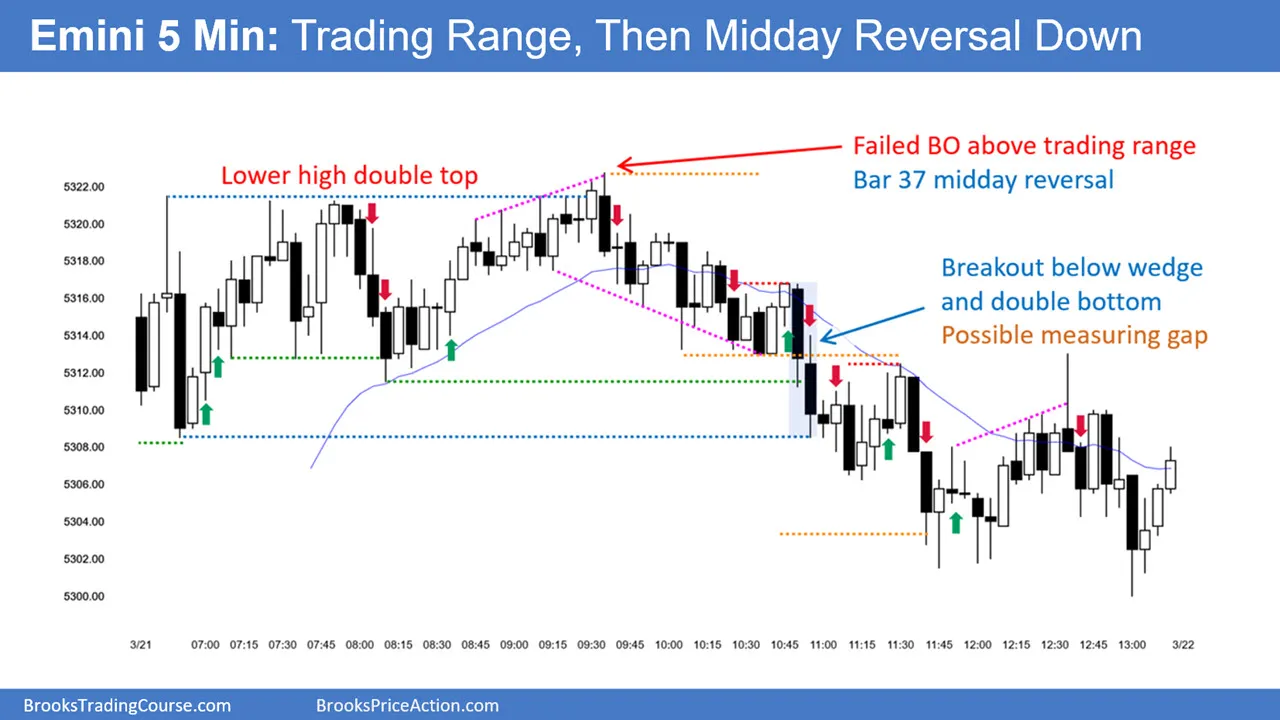 Emini 5 Min: Trading Range, Then Midday Reversal Down
Failed BO above trading range
Bar 37 midday reversal
Lower high double top
Breakout below wedge
and double bottom
Possible measuring gap
5322.00
5320.00
5318.00
5316.00
5314.00
5312.00
5310.00
5308.00
5306.00
5304.00
5302.00
5300.00
3/21 07:00 07:15 07:30 07:45 08:00 08:15 08:30 08:45 09:00 09:15 09:30 09:45 10:00 10:15 10:30 10:45 11:00 11:15 11:30 11:45 12:00 12:15 12:30 12:45 13:00 3/22
BrooksTradingCourse.com BrooksPriceAction.com